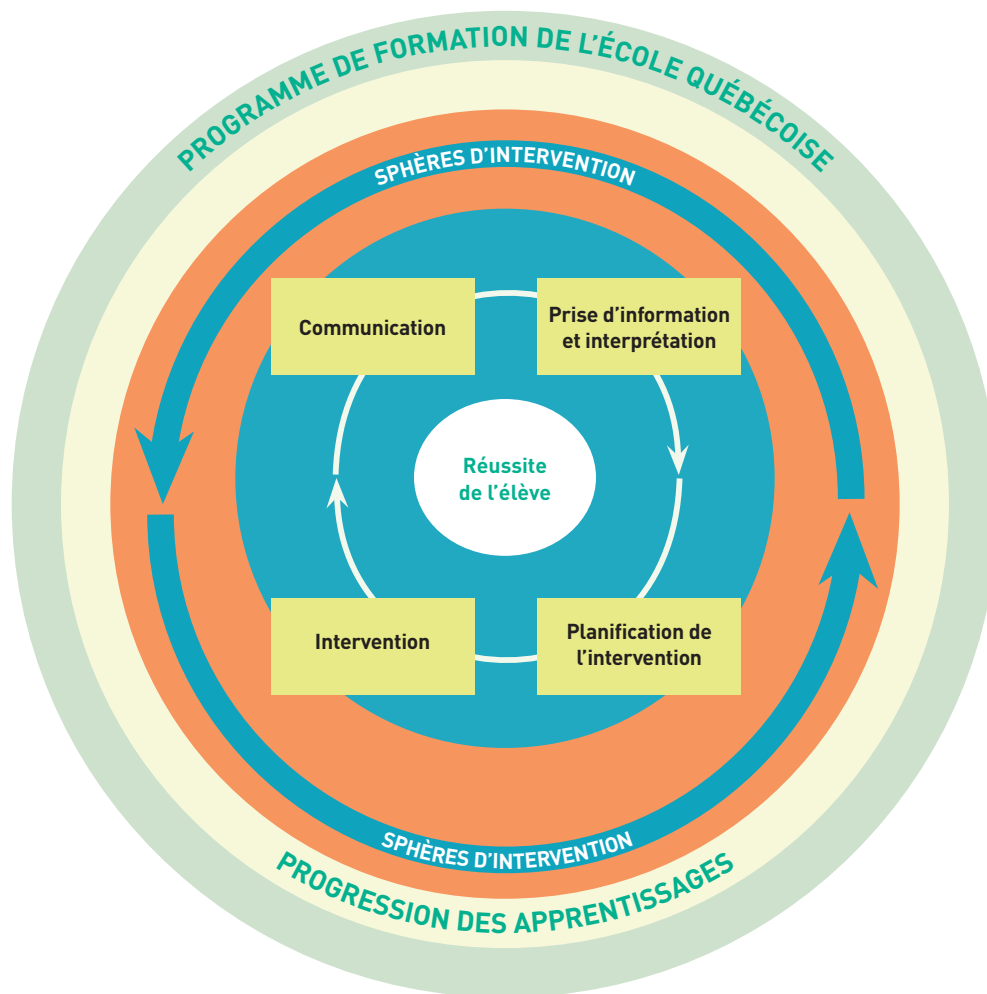 PROGRAMME DE FORMATION DE L'ÉCOLE QUÉBÉCOISE
SPHÈRES D'INTERVENTION
Communication
Prise d'information
et interprétation
Réussite
de l'élève
Intervention
Planification de
l'intervention
SPHÈRES D'INTERVENTION
PROGRESSION DES APPRENTISSAGES